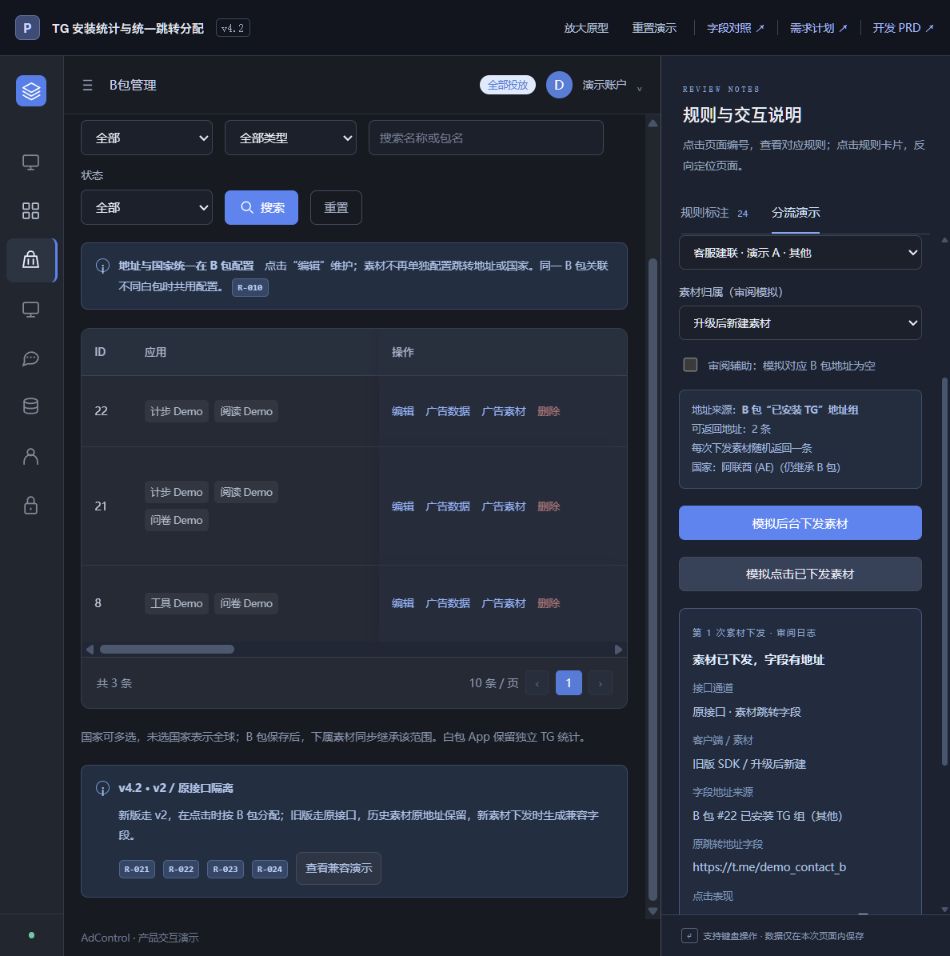 P TG 安装统计与统一跳转分配 v4.2 放大原型 重置演示 字段对照 ↗ 需求计划 ↗ 开发 PRD ↗
☰ B包管理 全部投放 D 演示账户
全部 全部类型 搜索名称或包名
状态
全部 搜索 重置
地址与国家统一在 B 包配置 点击“编辑”维护；素材不再单独配置跳转地址或国家。同一 B 包关联
不同白包时共用配置。 R-010
ID 应用 操作
22 计步 Demo 阅读 Demo 编辑 广告数据 广告素材 删除
计步 Demo 阅读 Demo
21 编辑 广告数据 广告素材 删除
问卷 Demo
8 工具 Demo 问卷 Demo 编辑 广告数据 广告素材 删除
共 3 条 10 条 / 页 ‹ 1 ›
国家可多选，未选国家表示全球；B 包保存后，下属素材同步继承该范围。白包 App 保留独立 TG 统计。
v4.2 • v2 / 原接口隔离
新版走 v2，在点击时按 B 包分配；旧版走原接口，历史素材原地址保留，新素材下发时生成兼容字
段。
R-021 R-022 R-023 R-024 查看兼容演示
AdControl · 产品交互演示
REVIEW NOTES
规则与交互说明
点击页面编号，查看对应规则；点击规则卡片，反
向定位页面。
规则标注 24 分流演示
客服建联 · 演示 A · 其他
素材归属（审阅模拟）
升级后新建素材
审阅辅助：模拟对应 B 包地址为空
地址来源：B 包“已安装 TG”地址组
可返回地址：2 条
每次下发素材随机返回一条
国家：阿联酋 (AE)（仍继承 B 包）
模拟后台下发素材
模拟点击已下发素材
第 1 次素材下发 · 审阅日志
素材已下发，字段有地址
接口通道
原接口 · 素材跳转字段
客户端 / 素材
旧版 SDK / 升级后新建
字段地址来源
B 包 #22 已安装 TG 组（其他）
原跳转地址字段
https://t.me/demo_contact_b
点击表现
支持键盘操作 · 数据仅在本次页面内保存